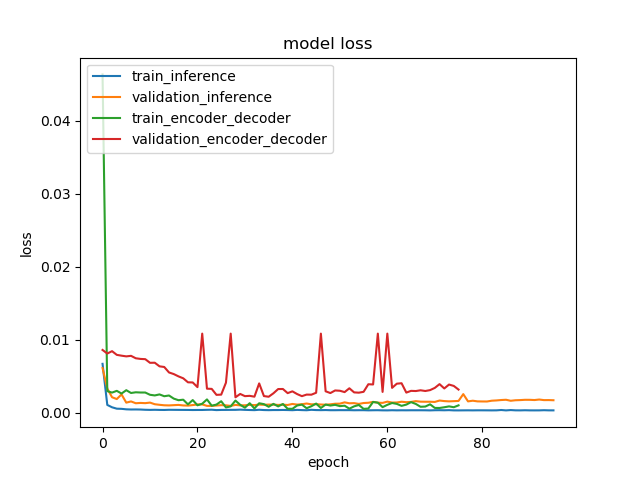 model loss
train_inference
validation_inference
train_encoder_decoder
validation_encoder_decoder
loss
0.04
0.03
0.02
0.01
0.00
0 20 40 60 80
epoch